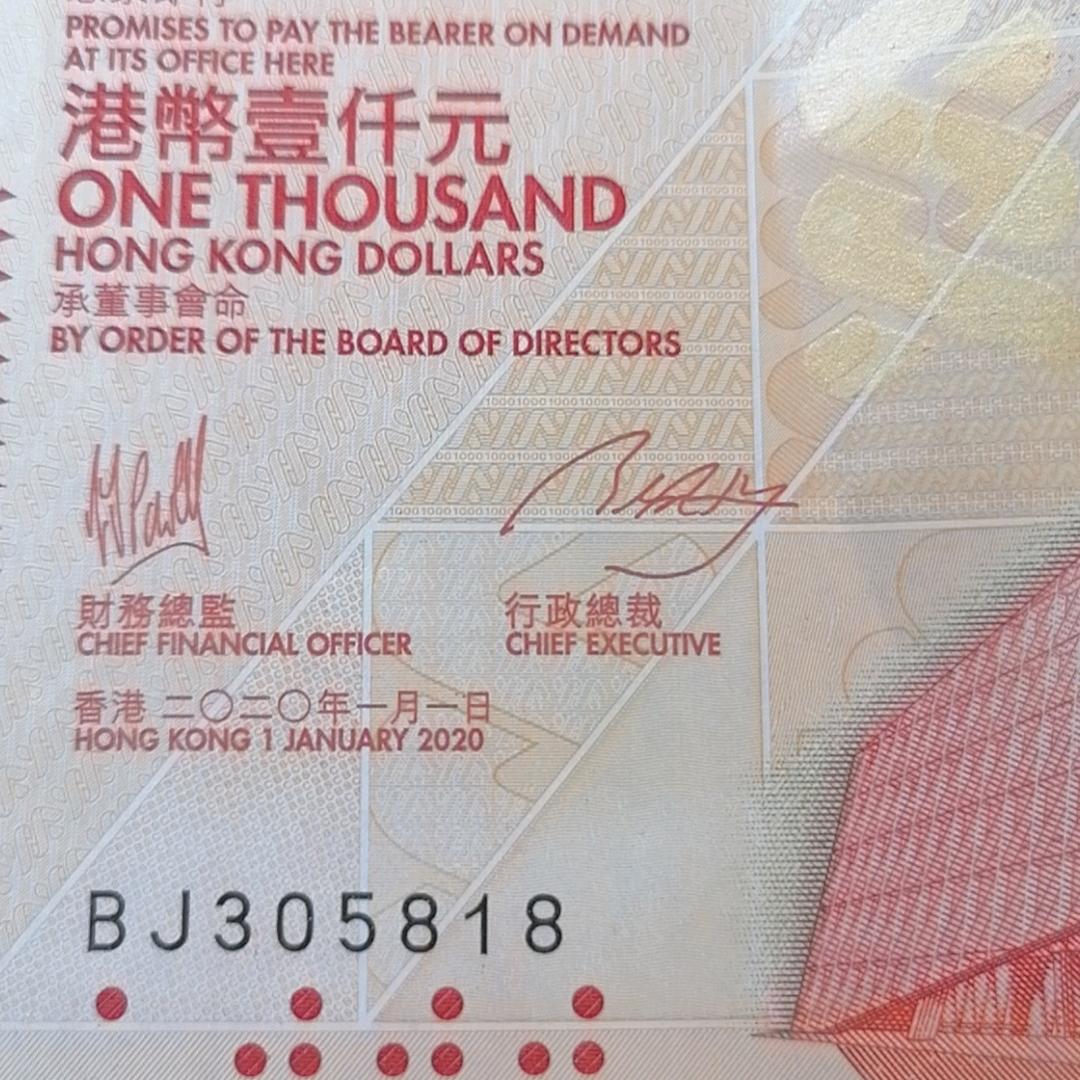 PROMISES TO PAY THE BEARER ON DEMAND
AT ITS OFFICE HERE
港幣壹仟元
ONE THOUSAND
HONG KONG DOLLARS
承董事會命
BY ORDER OF THE BOARD OF DIRECTORS
財務總監
CHIEF FINANCIAL OFFICER
行政總裁
CHIEF EXECUTIVE
香港 二〇二〇年一月一日
HONG KONG 1 JANUARY 2020
BJ305818